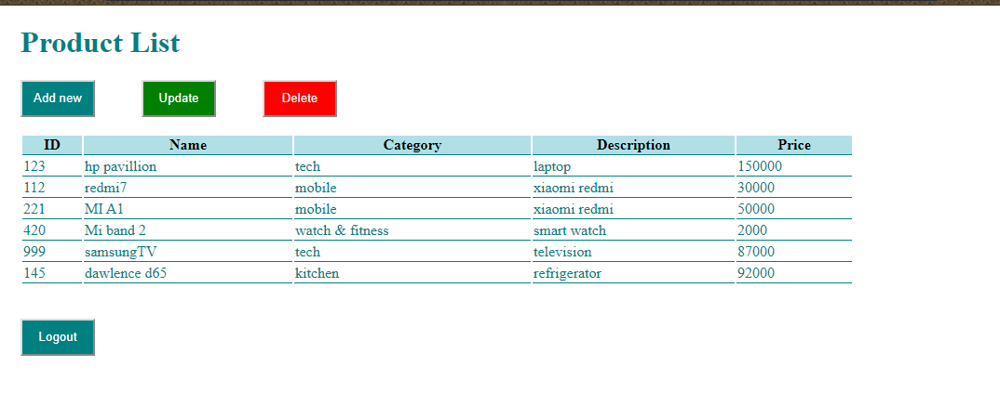 Product List
Add new Update Delete
ID Name Category Description Price
123 hp pavillion tech laptop 150000
112 redmi7 mobile xiaomi redmi 30000
221 MI A1 mobile xiaomi redmi 50000
420 Mi band 2 watch & fitness smart watch 2000
999 samsungTV tech television 87000
145 dawlence d65 kitchen refrigerator 92000
Logout